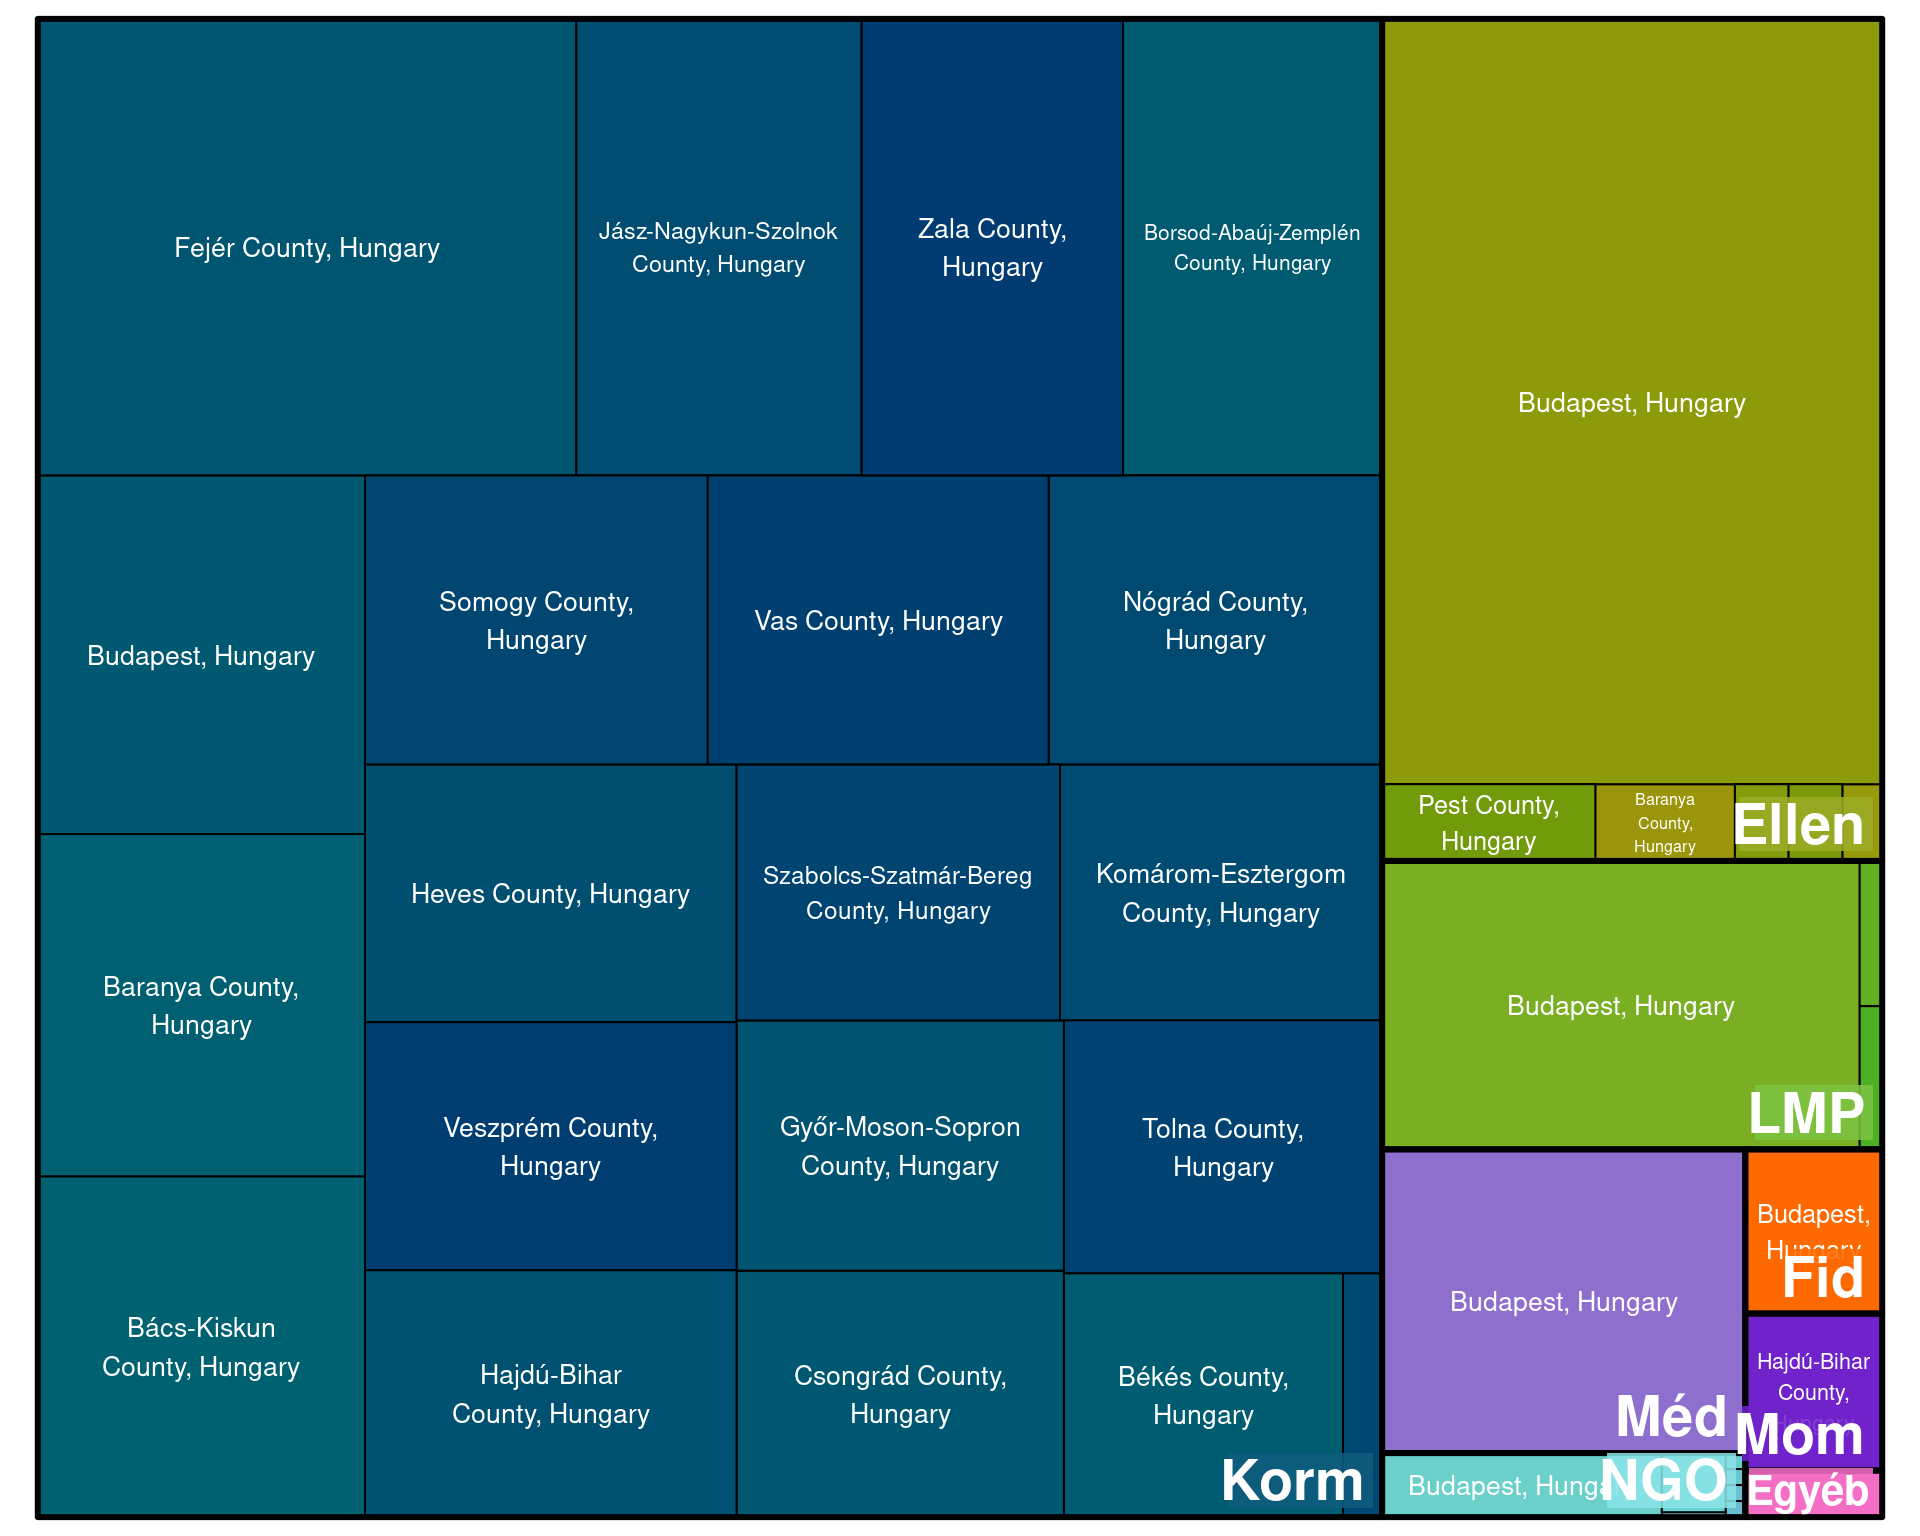 Fejér County, Hungary
Jász-Nagykun-Szolnok
County, Hungary
Zala County,
Hungary
Borsod-Abaúj-Zemplén
County, Hungary
Budapest, Hungary
Somogy County,
Hungary
Vas County, Hungary
Nógrád County,
Hungary
Baranya County,
Hungary
Heves County, Hungary
Szabolcs-Szatmár-Bereg
County, Hungary
Komárom-Esztergom
County, Hungary
Veszprém County,
Hungary
Győr-Moson-Sopron
County, Hungary
Tolna County,
Hungary
Bács-Kiskun
County, Hungary
Hajdú-Bihar
County, Hungary
Csongrád County,
Hungary
Békés County,
Hungary
Korm
Budapest, Hungary
Pest County,
Hungary
Baranya
County,
Hungary
Ellen
Budapest, Hungary
LMP
Budapest, Hungary
Méd
Budapest,
Hungary
Fid
Hajdú-Bihar
County,
Hungary
Mom
Budapest, Hungary
NGO
Egyéb